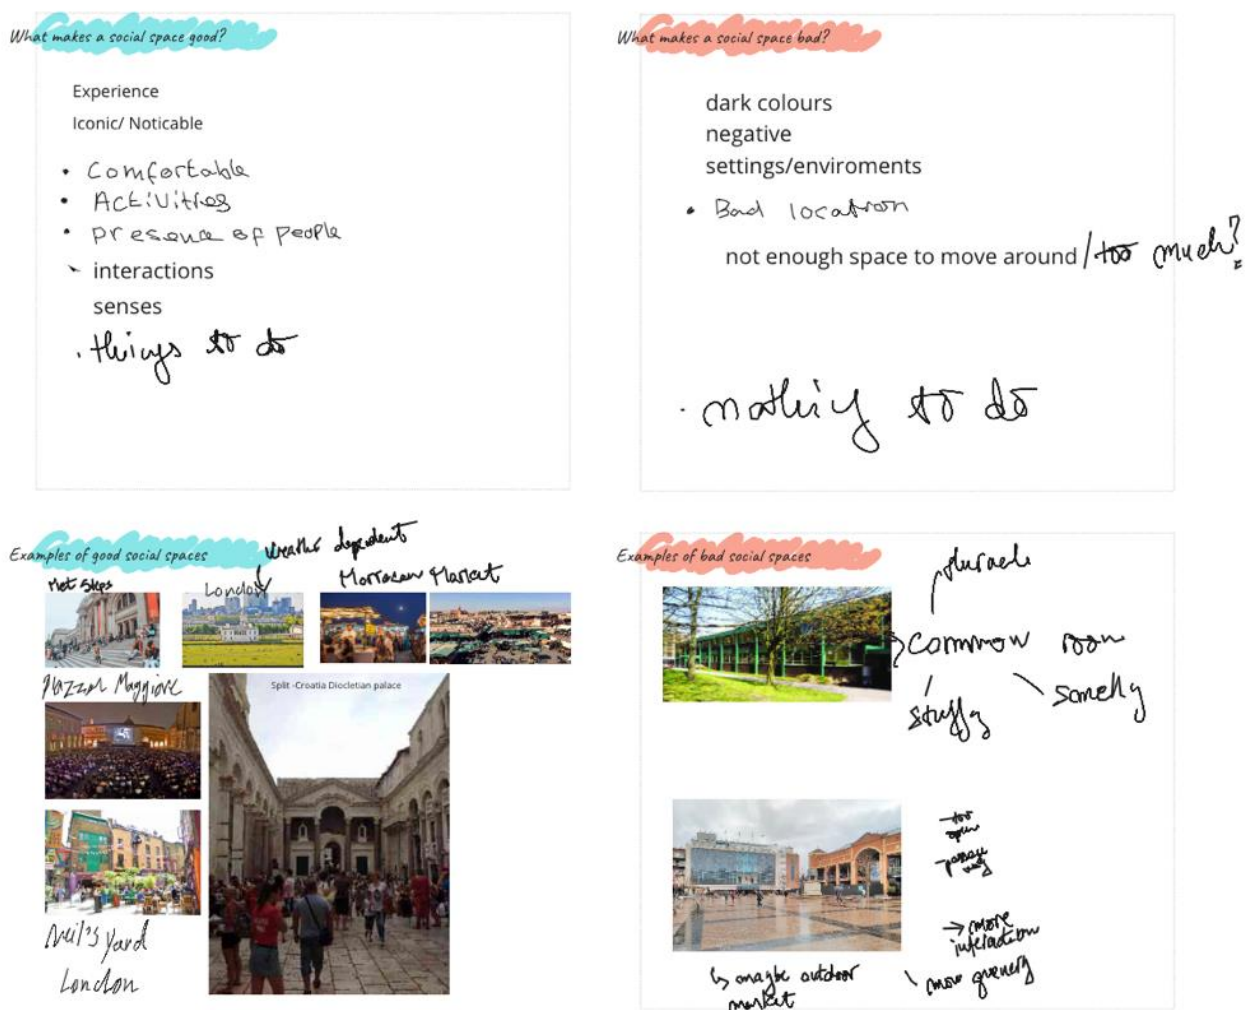 What makes a social space good?
Experience
Iconic/ Noticable
• Comfortable
• Activities
• presence of people
interactions
senses
. things to do
What makes a social space bad?
dark colours
negative
settings/enviroments
• Bad location
not enough space to move around / too much?
. nothing to do
Examples of good social spaces
dependent
Met Steps
London
Morrocan Market
Piazza Maggiore
Split -Croatia Diocletian palace
Neil's Yard
London
Examples of bad social spaces
common room
stuffy
smelly
-too
open
-passage
way
→ more
interaction
more greenery
↳ maybe outdoor
market